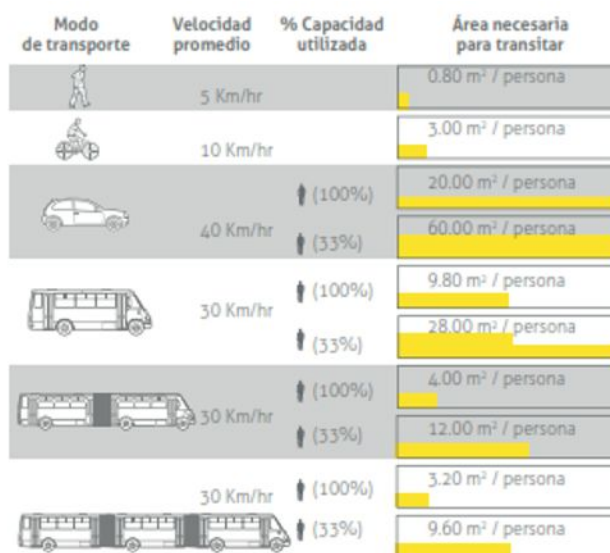 Modo de transporte
Velocidad promedio
% Capacidad utilizada
Área necesaria para transitar
5 Km/hr
0.80 m² / persona
10 Km/hr
3.00 m² / persona
40 Km/hr
(100%)
20.00 m² / persona
(33%)
60.00 m² / persona
30 Km/hr
(100%)
9.80 m² / persona
(33%)
28.00 m² / persona
30 Km/hr
(100%)
4.00 m² / persona
(33%)
12.00 m² / persona
30 Km/hr
(100%)
3.20 m² / persona
(33%)
9.60 m² / persona